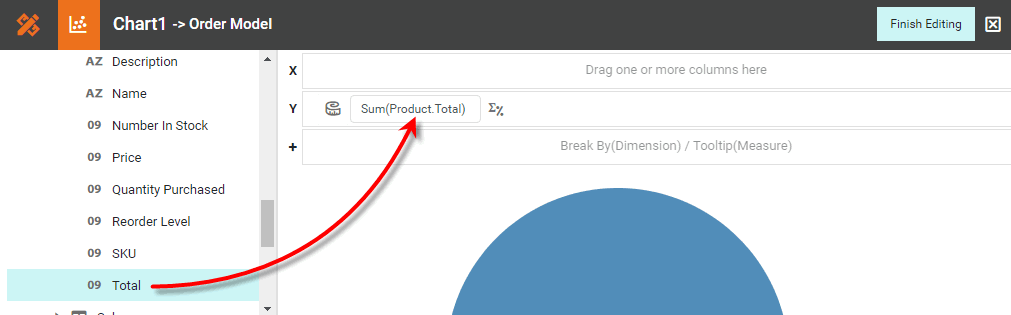 Chart1 -> Order Model
Finish Editing
AZ Description
AZ Name
09 Number In Stock
09 Price
09 Quantity Purchased
09 Reorder Level
09 SKU
09 Total
X Drag one or more columns here
Y Sum(Product.Total) Σ%
+ Break By(Dimension) / Tooltip(Measure)